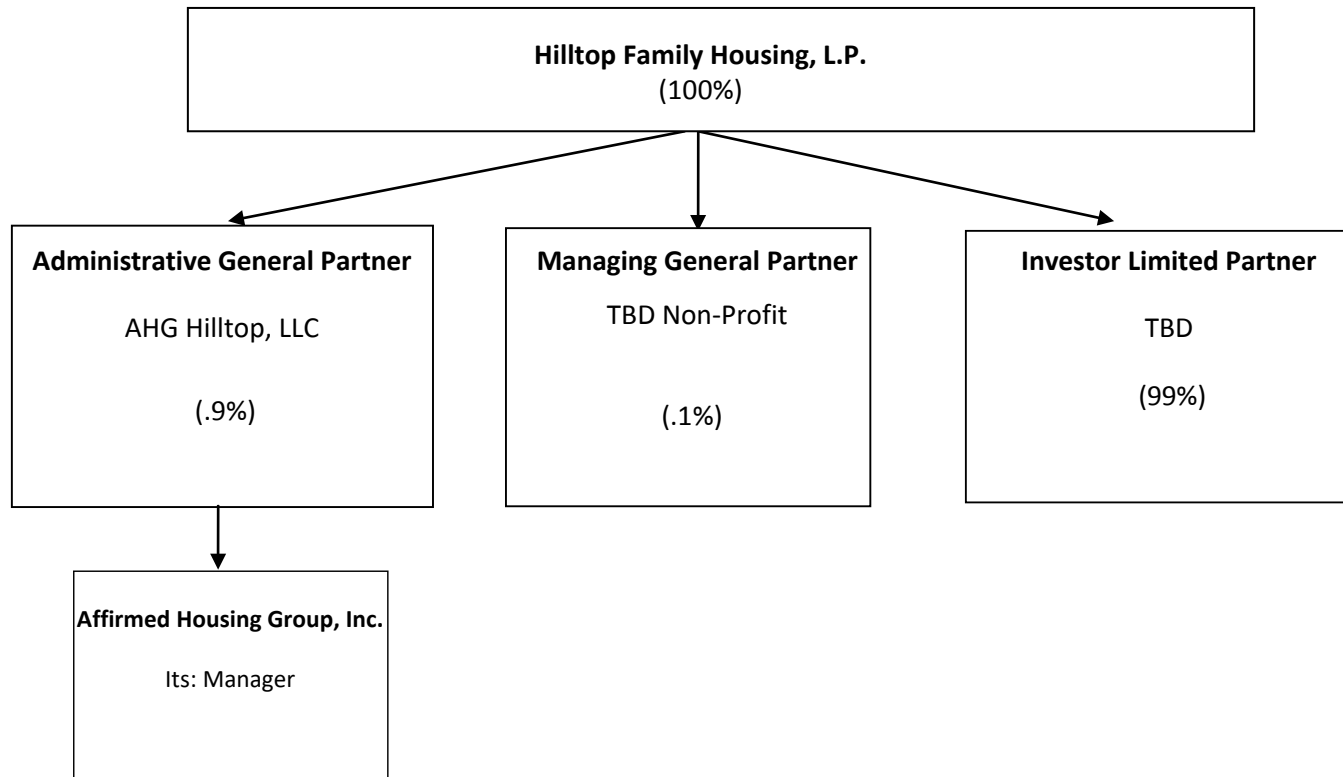 Hilltop Family Housing, L.P.
(100%)
Administrative General Partner
AHG Hilltop, LLC
(.9%)
Managing General Partner
TBD Non-Profit
(.1%)
Investor Limited Partner
TBD
(99%)
Affirmed Housing Group, Inc.
Its: Manager